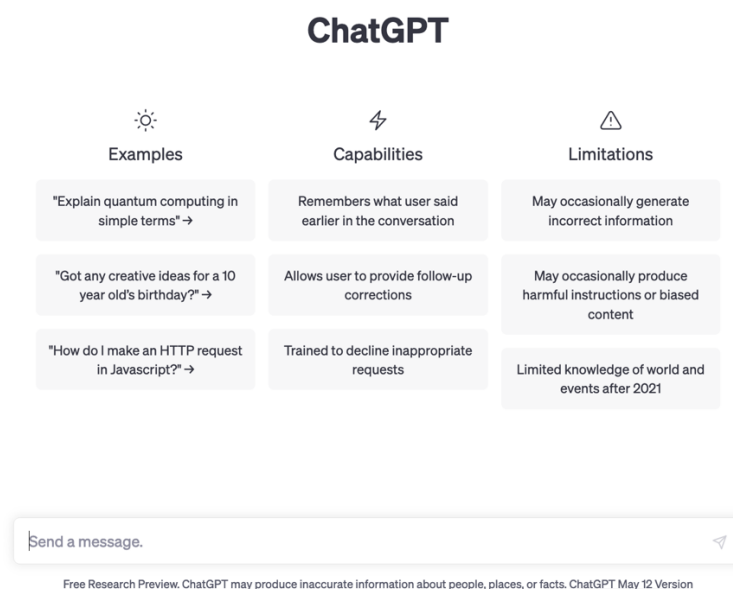 ChatGPT
Examples
"Explain quantum computing in
simple terms" →
"Got any creative ideas for a 10
year old's birthday?" →
"How do I make an HTTP request
in Javascript?" →
Capabilities
Remembers what user said
earlier in the conversation
Allows user to provide follow-up
corrections
Trained to decline inappropriate
requests
Limitations
May occasionally generate
incorrect information
May occasionally produce
harmful instructions or biased
content
Limited knowledge of world and
events after 2021
Send a message.
Free Research Preview. ChatGPT may produce inaccurate information about people, places, or facts. ChatGPT May 12 Version